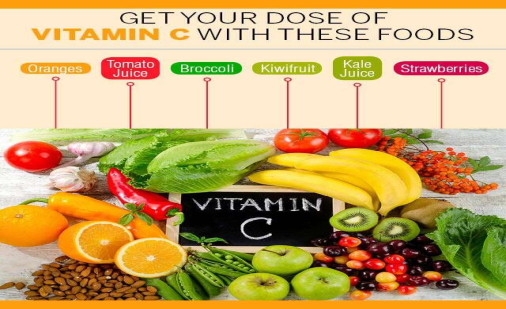 GET YOUR DOSE OF
VITAMIN C WITH THESE FOODS
Oranges
Tomato
Juice
Broccoli
Kiwifruit
Kale
Juice
Strawberries
VITAMIN
C